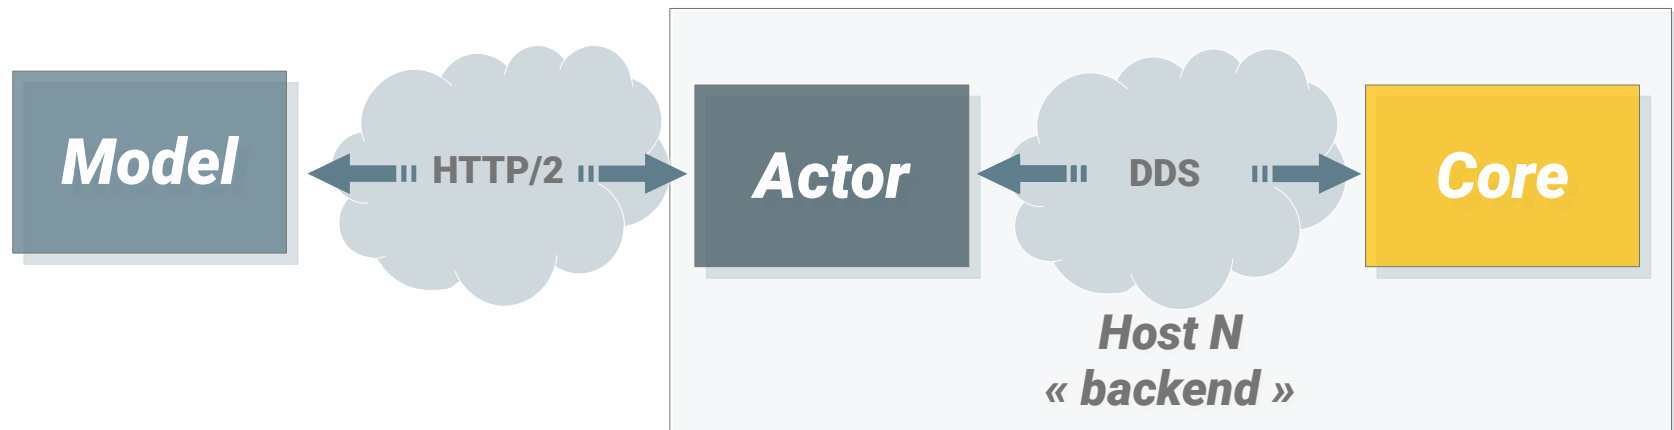 Model
HTTP/2
Actor
DDS
Core
Host N
« backend »